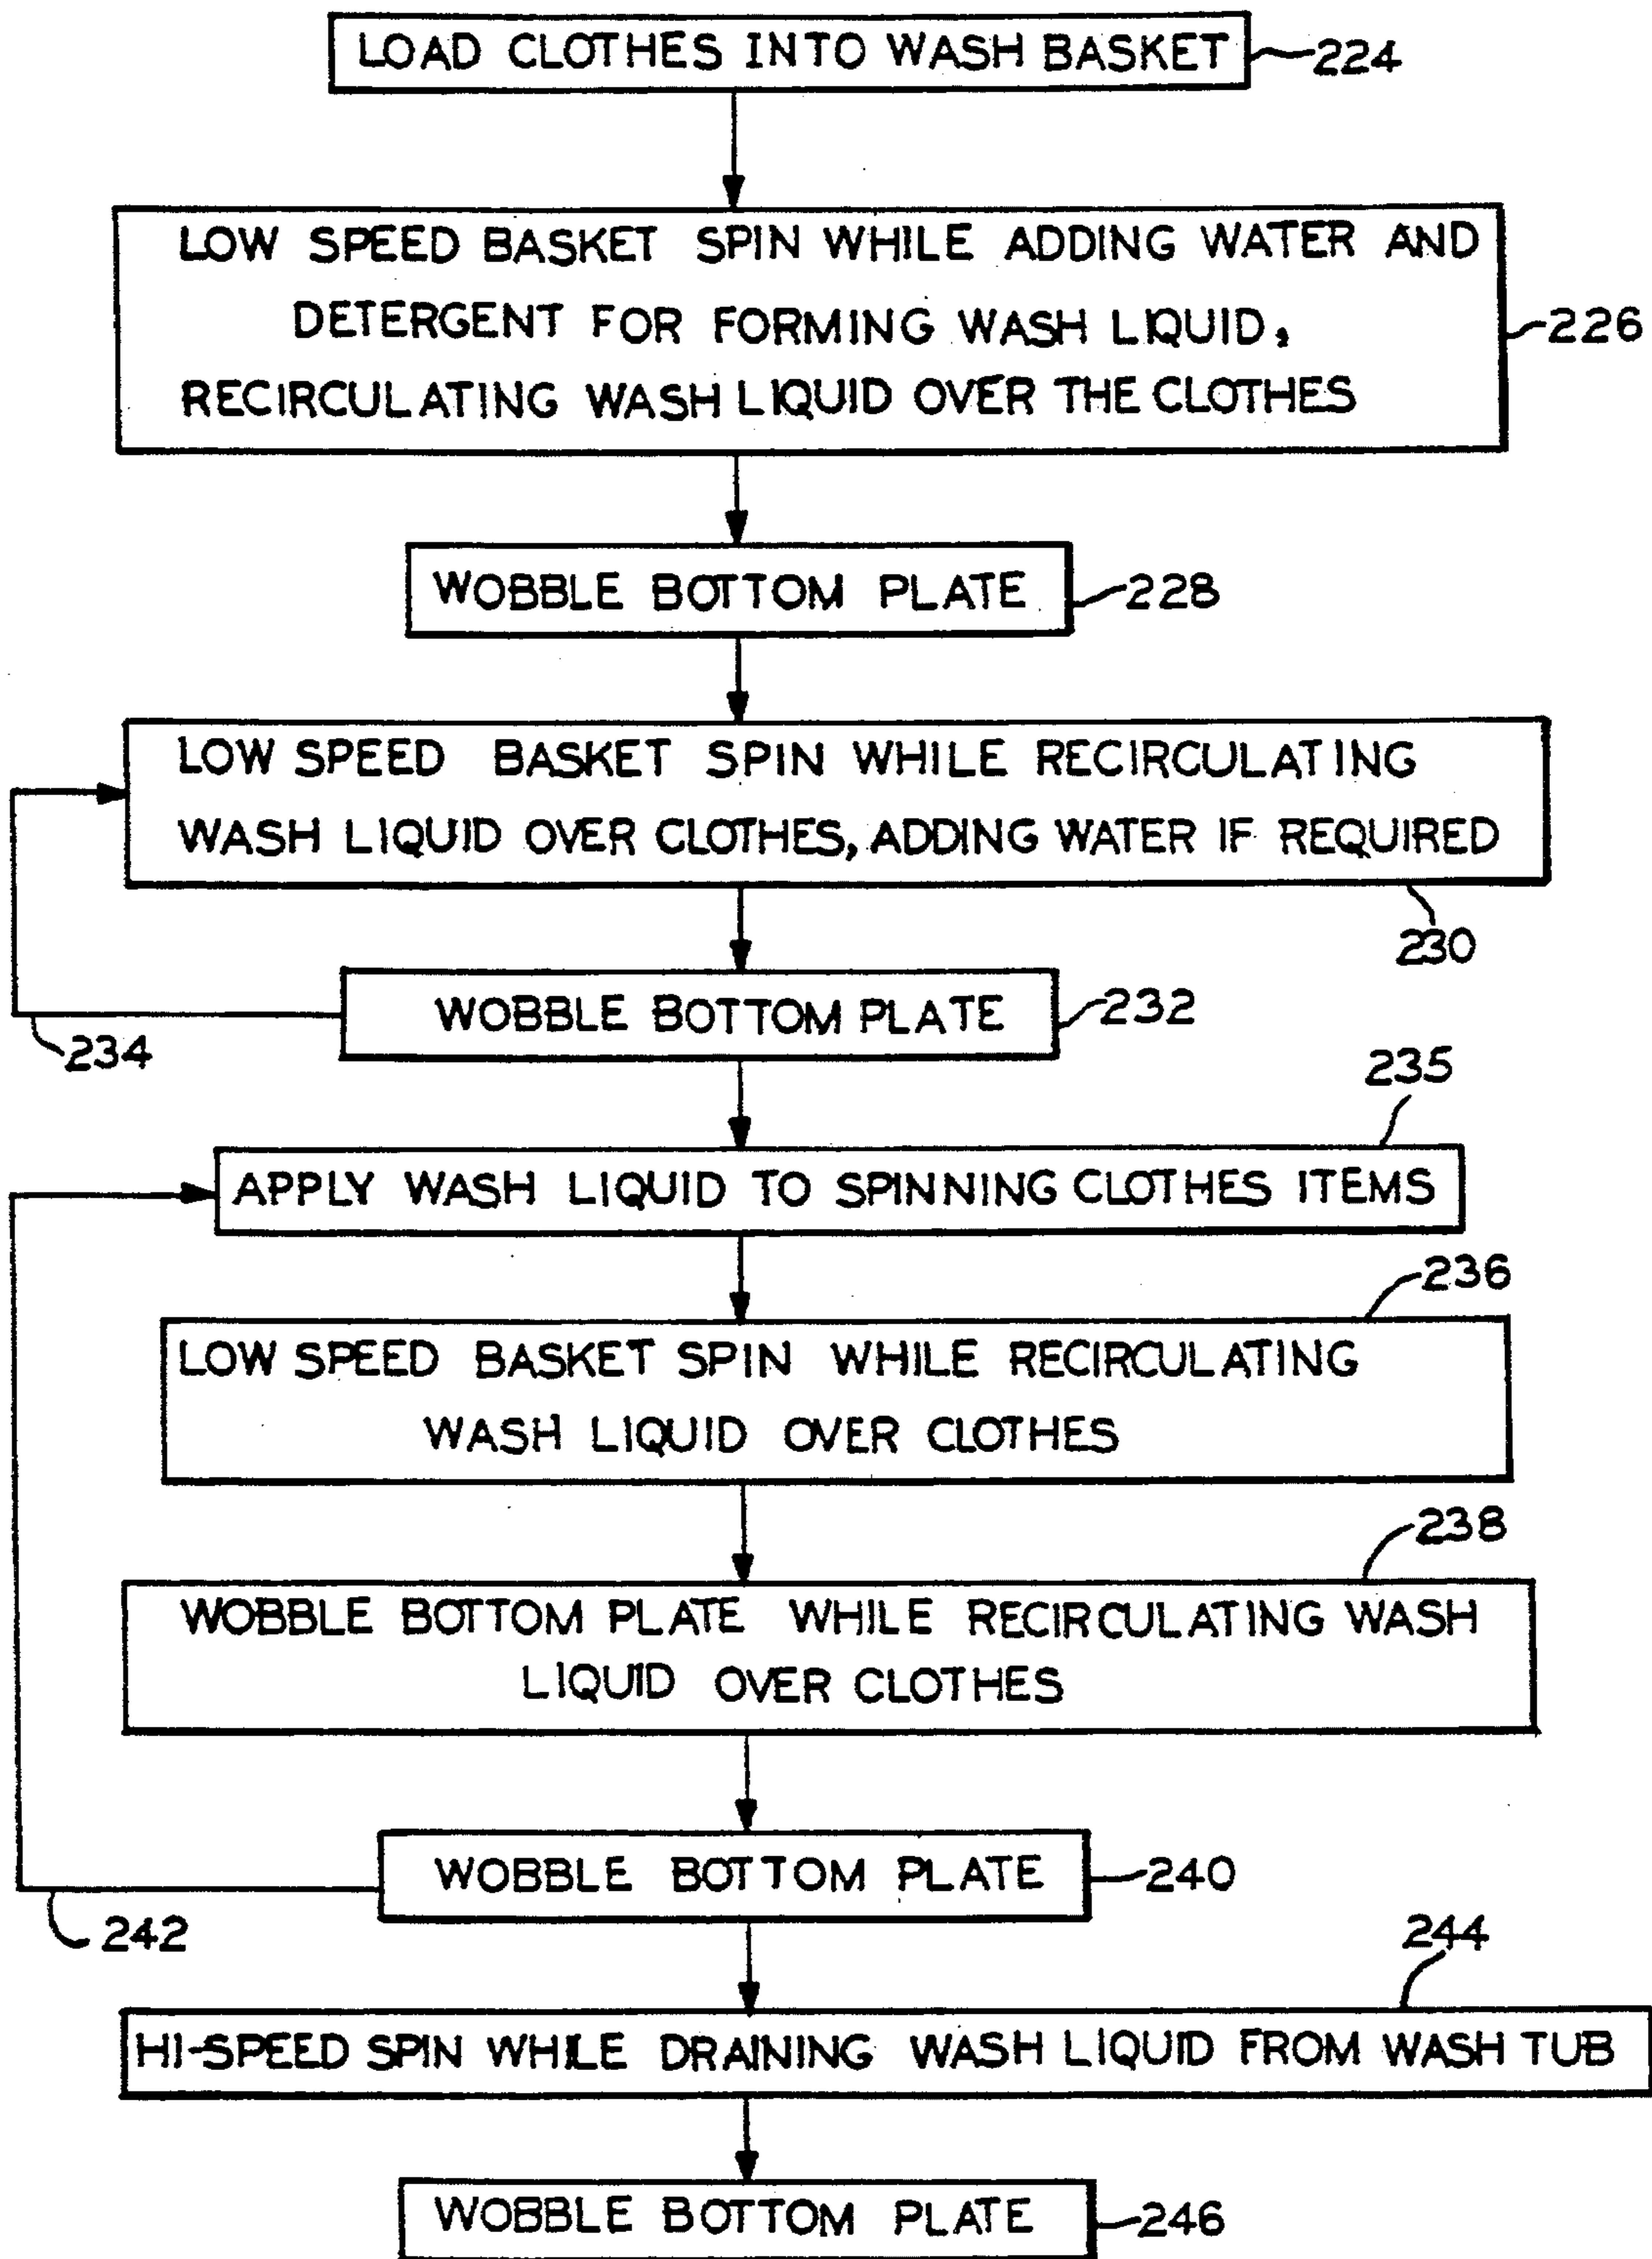 LOAD CLOTHES INTO WASH BASKET
224
LOW SPEED BASKET SPIN WHILE ADDING WATER AND
DETERGENT FOR FORMING WASH LIQUID,
RECIRCULATING WASH LIQUID OVER THE CLOTHES
226
WOBBLE BOTTOM PLATE
228
LOW SPEED BASKET SPIN WHILE RECIRCULATING
WASH LIQUID OVER CLOTHES, ADDING WATER IF REQUIRED
230
WOBBLE BOTTOM PLATE
232
234
235
APPLY WASH LIQUID TO SPINNING CLOTHES ITEMS
236
LOW SPEED BASKET SPIN WHILE RECIRCULATING
WASH LIQUID OVER CLOTHES
238
WOBBLE BOTTOM PLATE WHILE RECIRCULATING WASH
LIQUID OVER CLOTHES
WOBBLE BOTTOM PLATE
240
242
244
HI-SPEED SPIN WHILE DRAINING WASH LIQUID FROM WASH TUB
WOBBLE BOTTOM PLATE
246